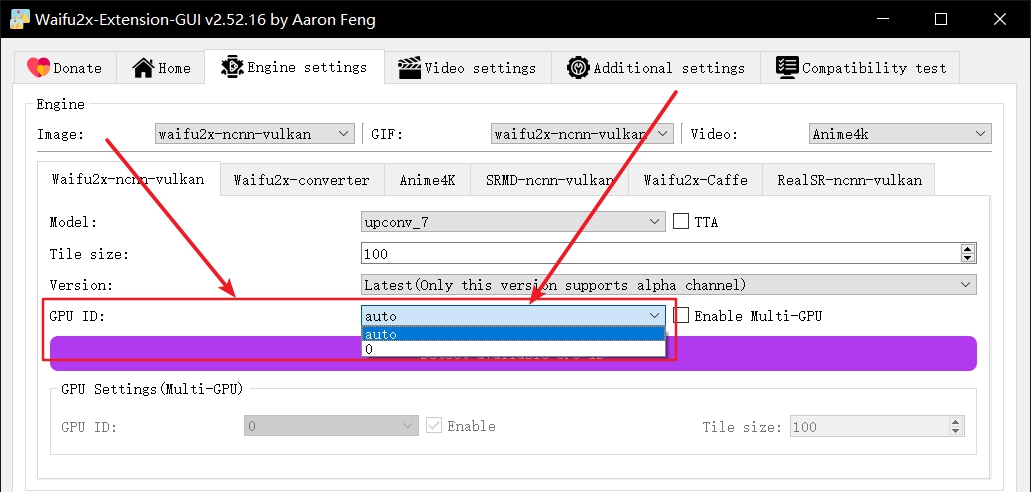 Waifu2x-Extension-GUI v2.52.16 by Aaron Feng
Donate Home Engine settings Video settings Additional settings Compatibility test
Engine
Image: waifu2x-ncnn-vulkan GIF: waifu2x-ncnn-vulkan Video: Anime4k
Waifu2x-ncnn-vulkan Waifu2x-converter Anime4K SRMD-ncnn-vulkan Waifu2x-Caffe RealSR-ncnn-vulkan
Model: upconv_7 TTA
Tile size: 100
Version: Latest(Only this version supports alpha channel)
GPU ID: auto Enable Multi-GPU
auto
0
GPU Settings(Multi-GPU)
GPU ID: 0 Enable Tile size: 100